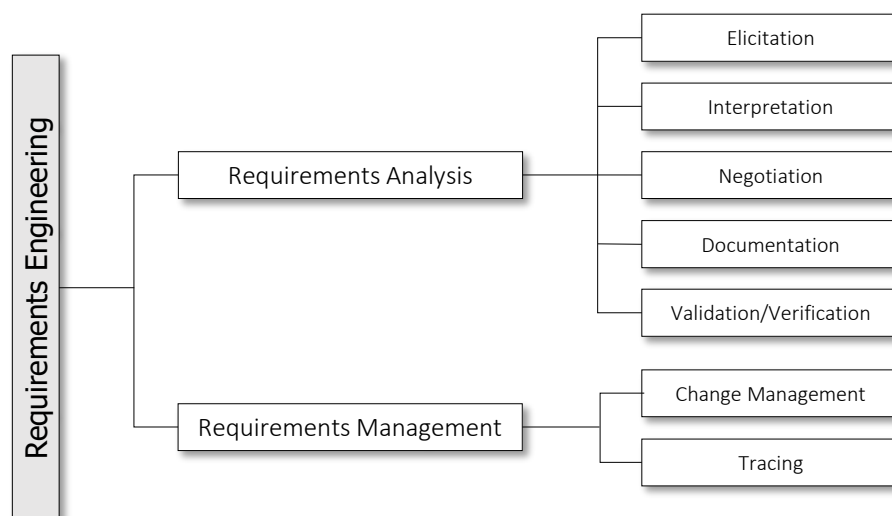 Requirements Engineering
Requirements Analysis
Elicitation
Interpretation
Negotiation
Documentation
Validation/Verification
Requirements Management
Change Management
Tracing